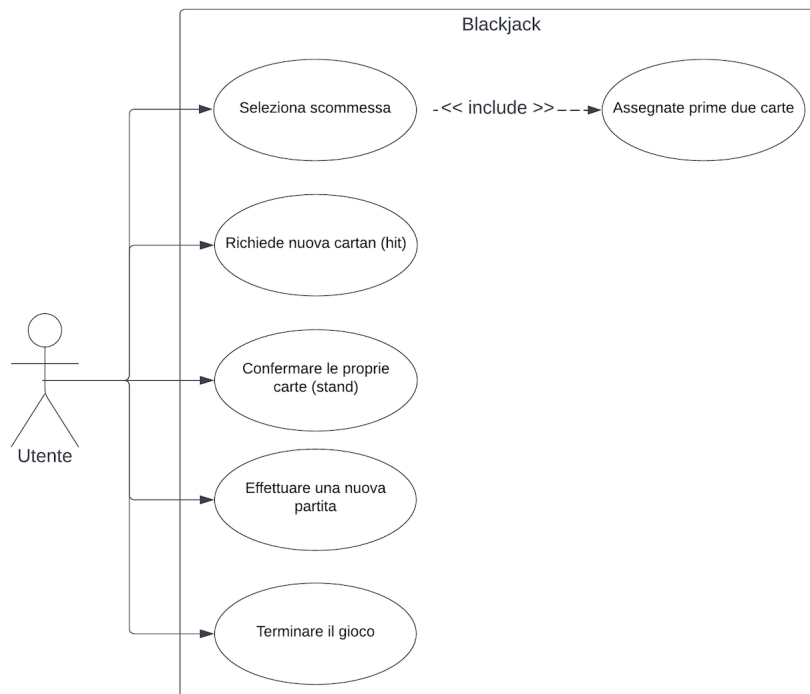 Blackjack
Seleziona scommessa
<< include >>
Assegnate prime due carte
Richiede nuova cartan (hit)
Confermare le proprie
carte (stand)
Utente
Effettuare una nuova
partita
Terminare il gioco